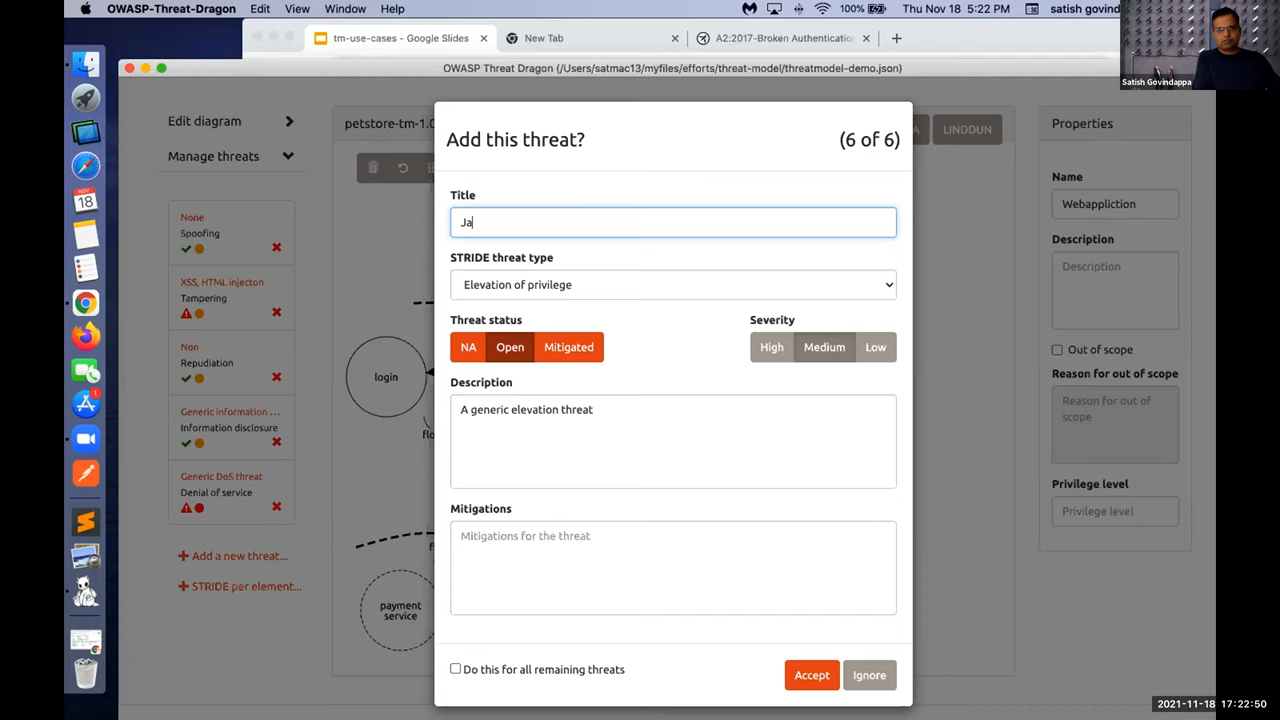 OWASP-Threat-Dragon Edit View Window Help 100% Thu Nov 18 5:22 PM satish govind
tm-use-cases - Google Slides New Tab A2:2017-Broken Authentication
OWASP Threat Dragon (/Users/satmac13/myfiles/efforts/threat-model/threatmodel-demo.json)
Satish Govindappa
NOV
18
1
Edit diagram
Manage threats
None
Spoofing
XSS, HTML injecton
Tampering
Non
Repudiation
Generic information ...
Information disclosure
Generic DoS threat
Denial of service
Add a new threat...
STRIDE per element...
petstore-tm-1.0
A
LINDDUN
login
flo
fl
payment
service
Add this threat? (6 of 6)
Title
Ja
STRIDE threat type
Elevation of privilege
Threat status Severity
NA Open Mitigated High Medium Low
Description
A generic elevation threat
Mitigations
Mitigations for the threat
Do this for all remaining threats Accept Ignore
Properties
Name
Webappliction
Description
Description
Out of scope
Reason for out of scope
Reason for out of
scope
Privilege level
Privilege level
2021-11-18 17:22:50